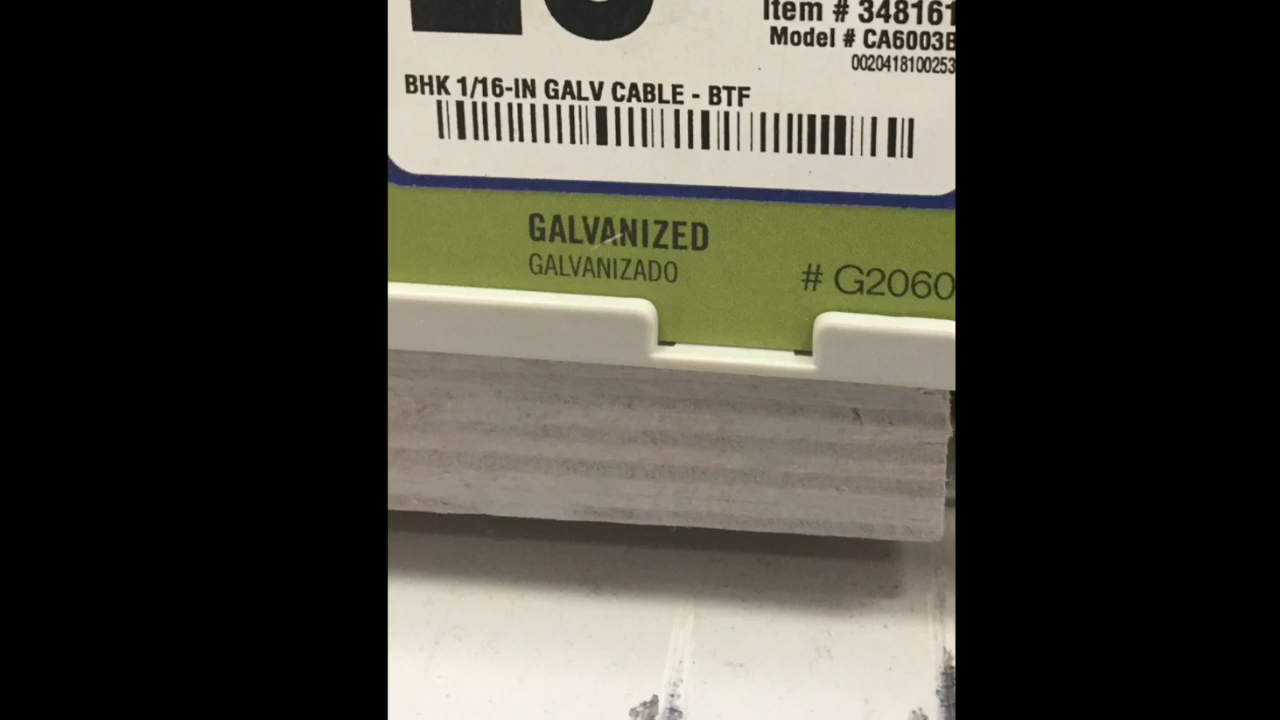 Item # 348161
Model # CA6003B
0020418100253
BHK 1/16-IN GALV CABLE - BTF
GALVANIZED
GALVANIZADO
# G2060